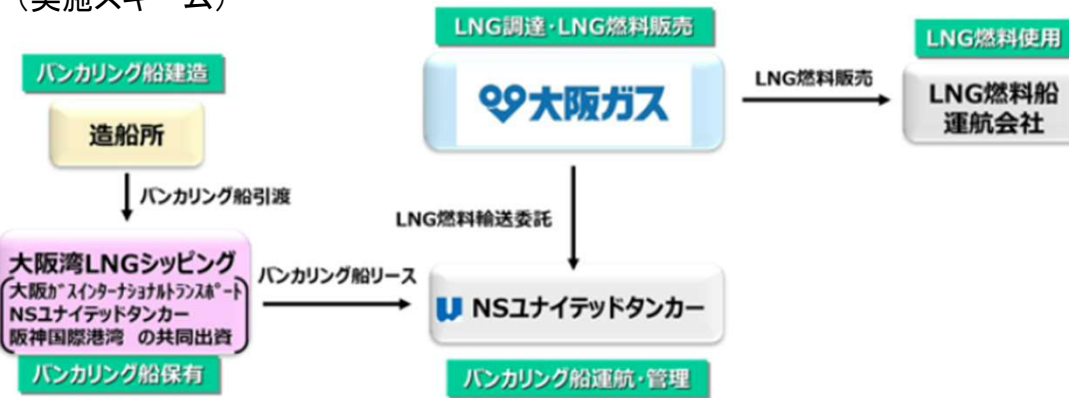 （実施スキーム）
LNG調達・LNG燃料販売
LNG燃料使用
バンカリング船建造
大阪ガス
LNG燃料販売
LNG燃料船
運航会社
造船所
バンカリング船引渡
LNG燃料輸送委託
大阪湾LNGシッピング
大阪ｶﾞｽｲﾝﾀｰﾅｼｮﾅﾙﾄﾗﾝｽﾎﾟｰﾄ
NSユナイテッドタンカー
阪神国際港湾 の共同出資
バンカリング船リース
NSユナイテッドタンカー
バンカリング船保有
バンカリング船運航・管理